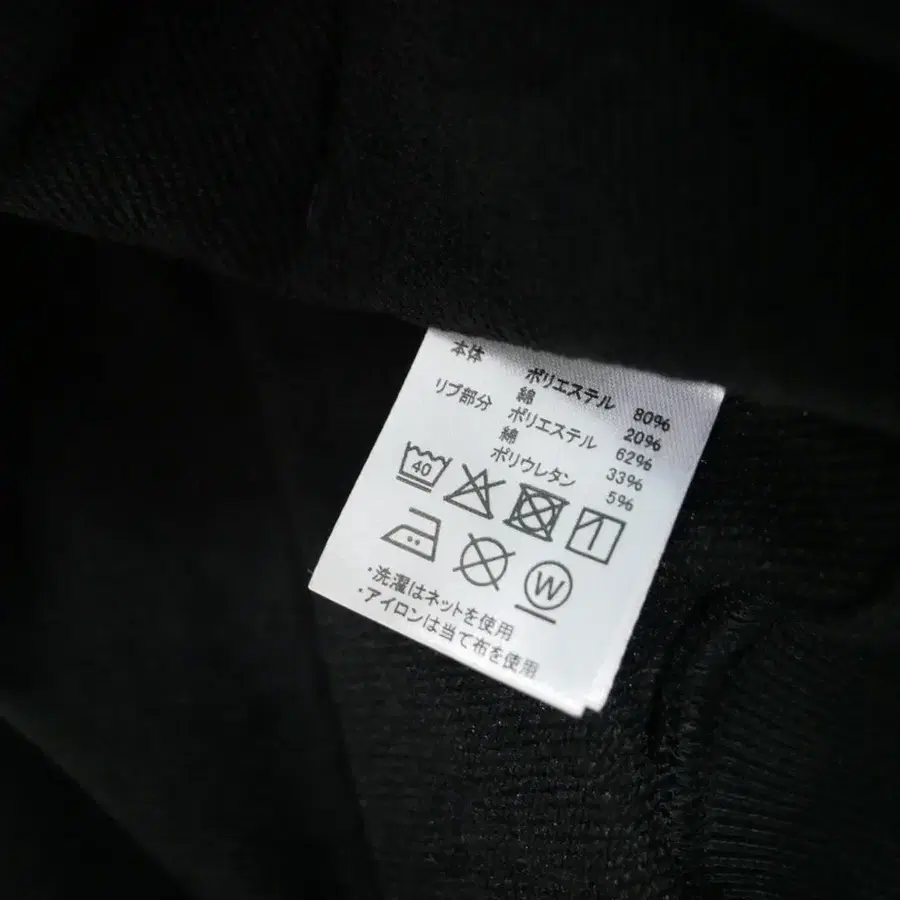 本体 ポリエステル 80%
綿 20%
リブ部分 ポリエステル 62%
綿 33%
ポリウレタン 5%
40
W
・洗濯はネットを使用
・アイロンは当て布を使用